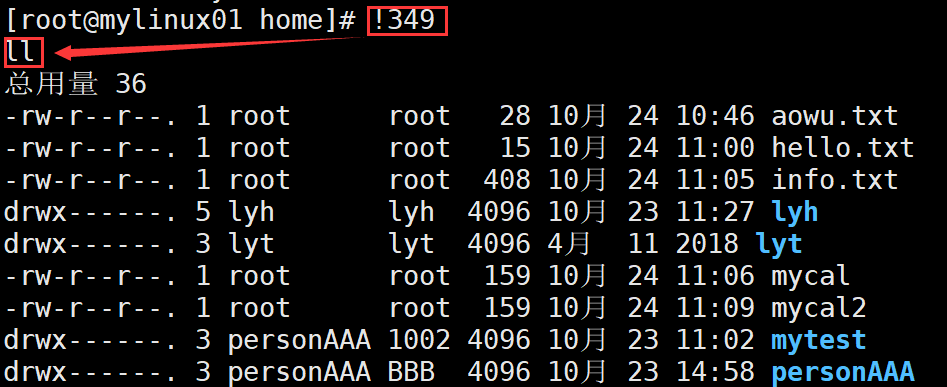 [root@mylinux01 home]# !349
ll
总用量 36
-rw-r--r--. 1 root      root   28 10月 24 10:46 aowu.txt
-rw-r--r--. 1 root      root   15 10月 24 11:00 hello.txt
-rw-r--r--. 1 root      root  408 10月 24 11:05 info.txt
drwx------. 5 lyh       lyh  4096 10月 23 11:27 lyh
drwx------. 3 lyt       lyt  4096 4月  11 2018 lyt
-rw-r--r--. 1 root      root  159 10月 24 11:06 mycal
-rw-r--r--. 1 root      root  159 10月 24 11:09 mycal2
drwx------. 3 personAAA 1002 4096 10月 23 11:02 mytest
drwx------. 3 personAAA BBB  4096 10月 23 14:58 personAAA